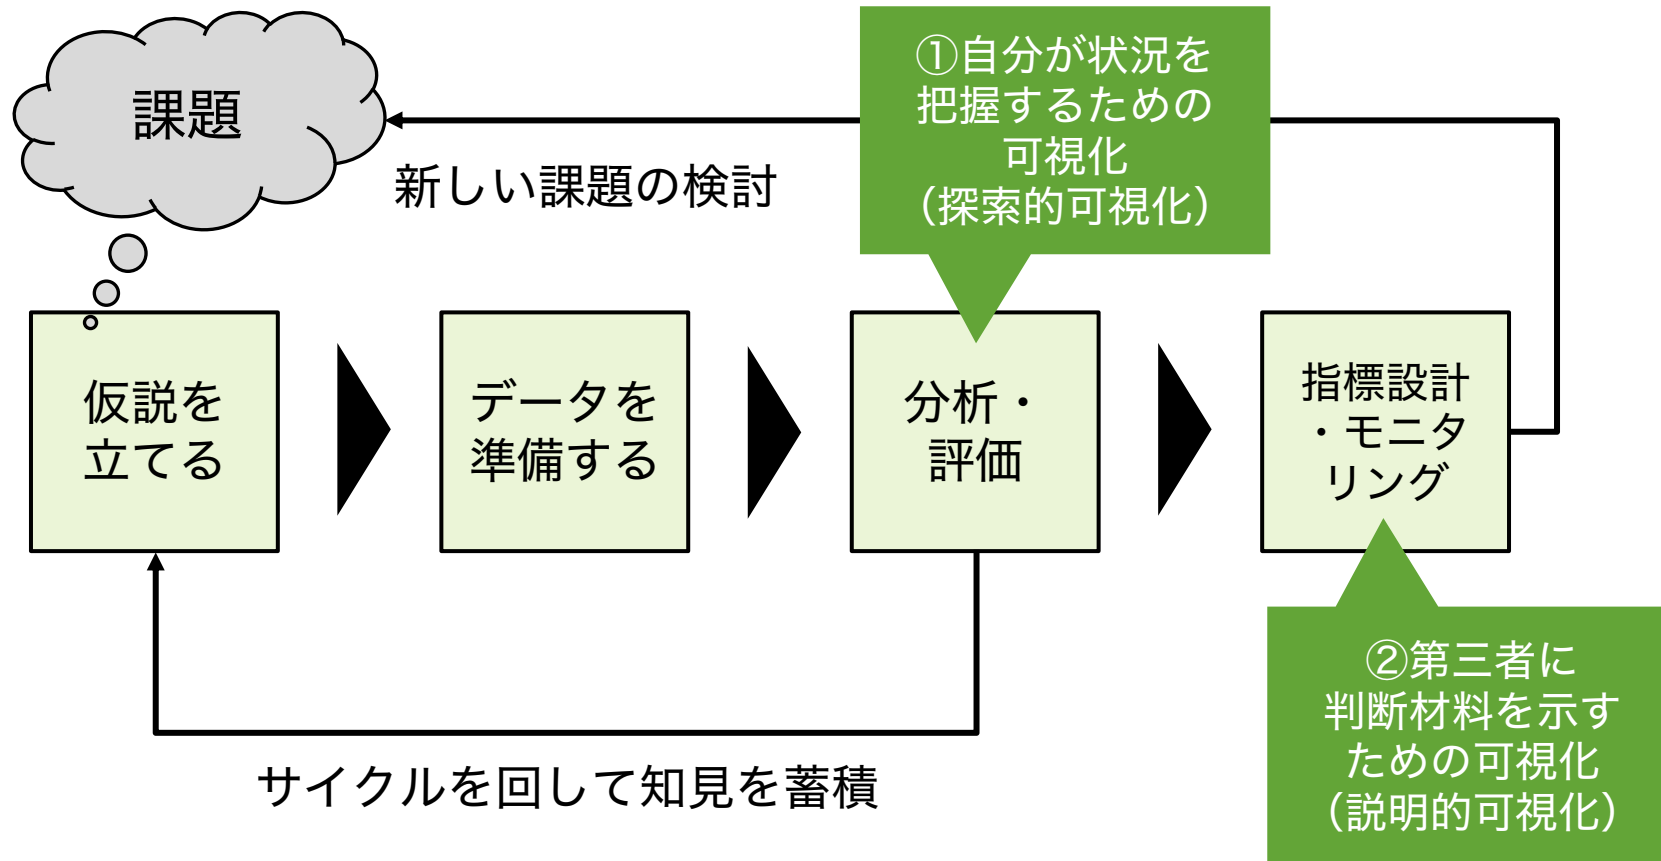 課題
新しい課題の検討
①自分が状況を
把握するための
可視化
（探索的可視化）
仮説を
立てる
データを
準備する
分析・
評価
指標設計
・モニタ
リング
サイクルを回して知見を蓄積
②第三者に
判断材料を示す
ための可視化
（説明的可視化）